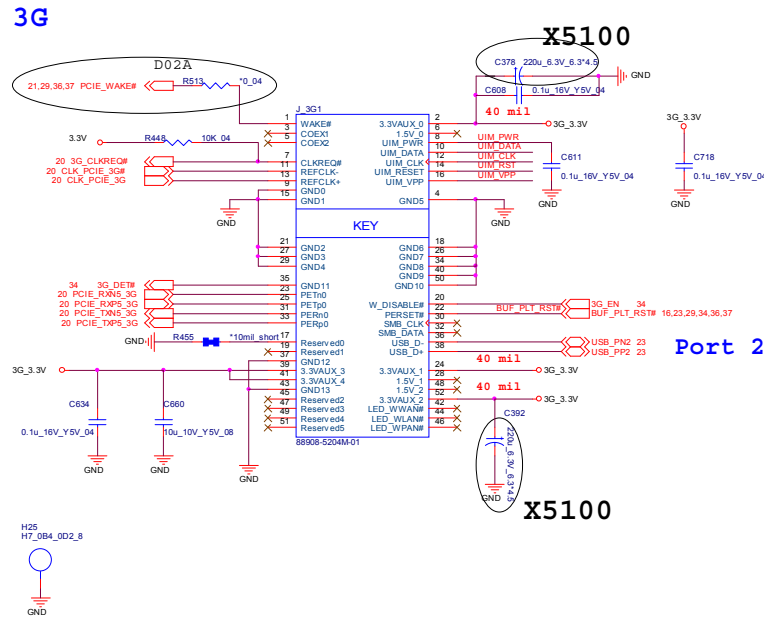 3G
X5100
D02A
C378 220u_6.3V_6.3*4.5
21,29,36,37 PCIE_WAKE# R513 *0_04
GND
C608 0.1u_16V_Y5V_04
40 mil
J_3G1
3G_3.3V
1 WAKE# 3.3VAUX_0 2
3G_3.3V
3 COEX1 1.5V_0 6
5 COEX2 UIM_PWR 8 UIM_PWR
3.3V R448 10K_04
UIM_DATA 10 UIM_DATA
20 3G_CLKREQ# 7 CLKREQ# UIM_CLK 12 UIM_CLK
20 CLK_PCIE_3G# 11 REFCLK- UIM_RESET 14 UIM_RST
20 CLK_PCIE_3G 13 REFCLK+ UIM_VPP 16 UIM_VPP
C611
0.1u_16V_Y5V_04
C718
0.1u_16V_Y5V_04
9 GND0
15 GND1 GND5 4
GND GND GND GND
KEY
21 GND2 GND6 18
27 GND3 GND7 26
29 GND4 GND8 34
GND9 40
35 GND11 GND10 50
34 3G_DET#
20 PCIE_RXN5_3G 23 PETn0
20 PCIE_RXP5_3G 25 PETp0 W_DISABLE# 20 3G_EN 34
20 PCIE_TXN5_3G 31 PERn0 PERSET# 22 BUF_PLT_RST# BUF_PLT_RST# 16,23,29,34,36,37
20 PCIE_TXP5_3G 33 PERp0 SMB_CLK 30
SMB_DATA 32
GND R455 *10mil_short 17 Reserved0 USB_D- 36 USB_PN2 23
19 Reserved1 USB_D+ 38 USB_PP2 23
Port 2
37 GND12
40 mil
3G_3.3V 39 3.3VAUX_3 3.3VAUX_1 24 3G_3.3V
41 3.3VAUX_4 1.5V_1 28
43 GND13 1.5V_2 48
40 mil
45 Reserved2 3.3VAUX_2 52 3G_3.3V
47 Reserved3 LED_WWAN# 42
49 Reserved4 LED_WLAN# 44
51 Reserved5 LED_WPAN# 46
88908-5204M-01
C634
0.1u_16V_Y5V_04
C660
10u_10V_Y5V_08
C392
220u_6.3V_6.3*4.5
GND GND GND GND
X5100
H25
H7_0B4_0D2_8
GND